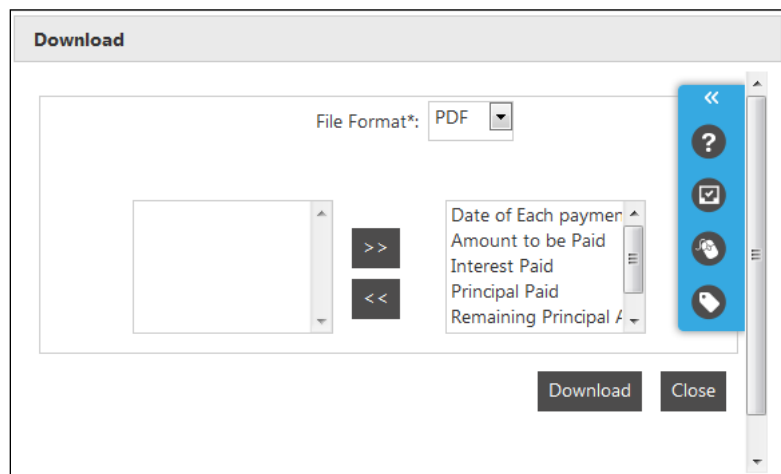 Download
File Format*: PDF
Date of Each paymen
Amount to be Paid
>>
Interest Paid
<<
Principal Paid
Remaining Principal A
Download Close